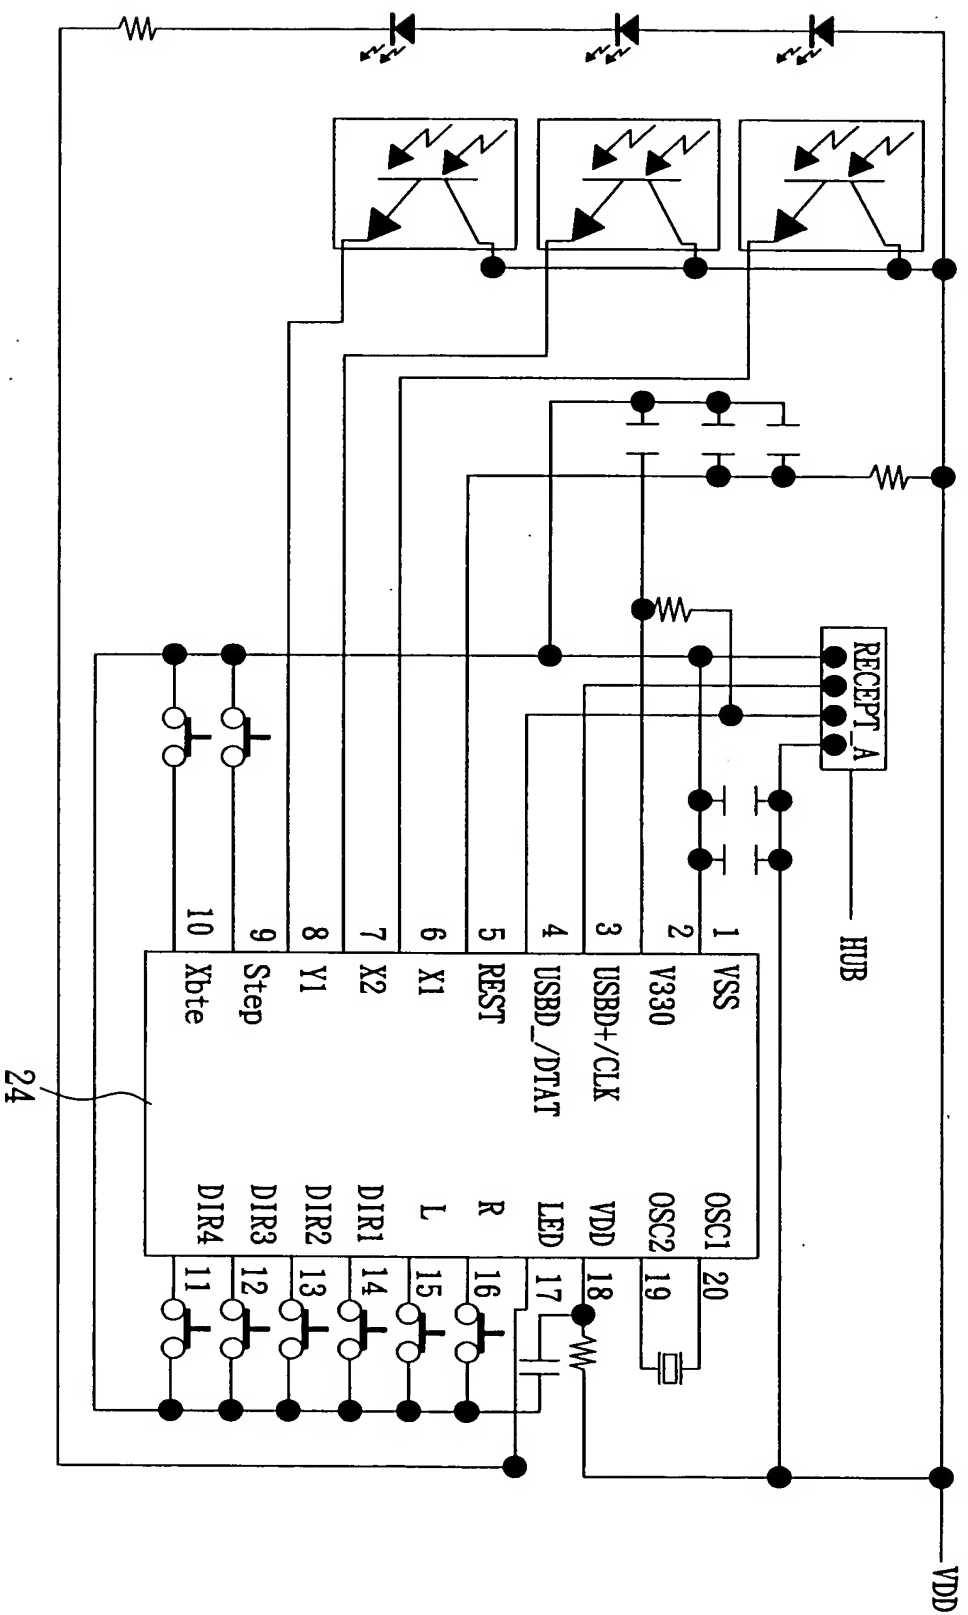 RECEPT_A
HUB
1 VSS
2 V330
3 USBD+/CLK
4 USBD_/DTAT
5 REST
6 X1
7 X2
8 Y1
9 Step
10 Xbte
OSC1 20
OSC2 19
VDD 18
LED 17
R 16
L 15
DIR1 14
DIR2 13
DIR3 12
DIR4 11
24
VDD